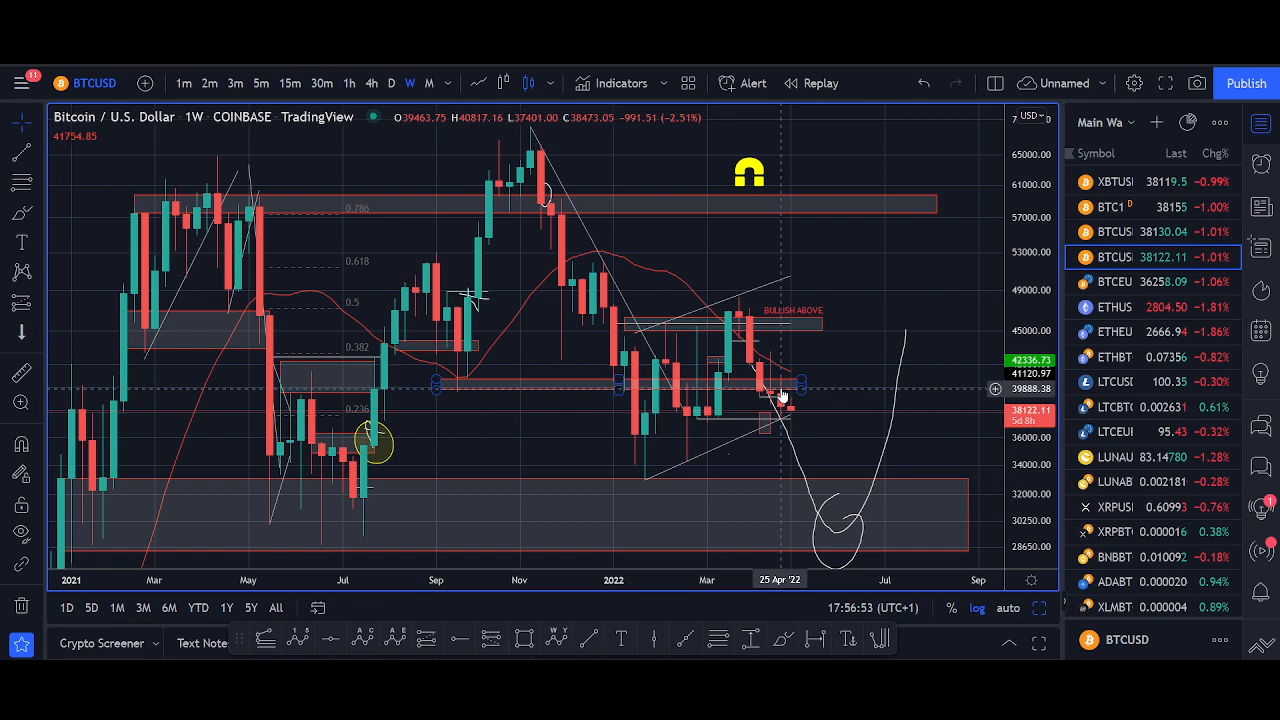 11
BTCUSD
1m 2m 3m 5m 15m 30m 1h 4h D W M
Indicators
Alert
Replay
Unnamed
Publish
Bitcoin / U.S. Dollar 1W COINBASE TradingView
O39463.75 H40817.16 L37401.00 C38473.05 −991.51 (−2.51%)
41754.85
USD
65000.00
61000.00
57000.00
53000.00
49000.00
45000.00
42336.73
41120.97
39888.38
38122.11
5d 8h
36000.00
34000.00
32000.00
30250.00
28650.00
0.786
0.618
0.5
0.382
0.236
BULLISH ABOVE
2021 Mar May Jul Sep Nov 2022 Mar 25 Apr '22 Jul Sep
1D 5D 1M 3M 6M YTD 1Y 5Y All
17:56:53 (UTC+1)
% log auto
Crypto Screener
Text Note
Main Wa
Symbol Last Chg%
XBTUS 38119.5 −0.99%
BTC1 D 38155 −1.00%
BTCUS 38130.04 −1.01%
BTCUS 38122.11 −1.01%
BTCEU 36258.09 −1.06%
ETHUS 2804.50 −1.81%
ETHEU 2666.94 −1.86%
ETHBT 0.07356 −0.82%
LTCUSI 100.35 −0.30%
LTCBT 0.002631 0.61%
LTCEUI 95.43 −0.32%
LUNAU 83.14780 −1.28%
LUNAB 0.002181 −0.28%
XRPUS 0.60993 −0.76%
XRPBT 0.000016 0.38%
BNBBT 0.010092 −0.18%
ADABT 0.000020 0.94%
XLMBT 0.000004 0.89%
BTCUSD
1